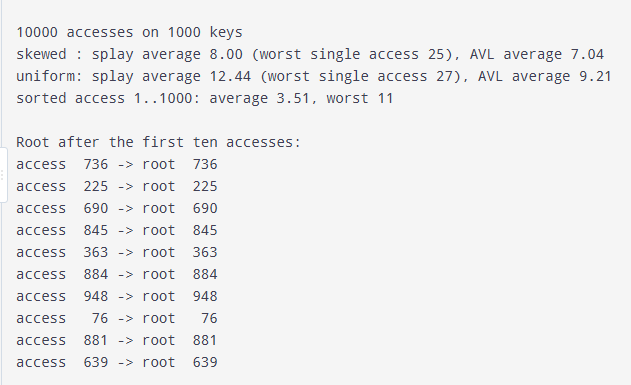 10000 accesses on 1000 keys
skewed : splay average 8.00 (worst single access 25), AVL average 7.04
uniform: splay average 12.44 (worst single access 27), AVL average 9.21
sorted access 1..1000: average 3.51, worst 11

Root after the first ten accesses:
access  736 -> root  736
access  225 -> root  225
access  690 -> root  690
access  845 -> root  845
access  363 -> root  363
access  884 -> root  884
access  948 -> root  948
access   76 -> root   76
access  881 -> root  881
access  639 -> root  639